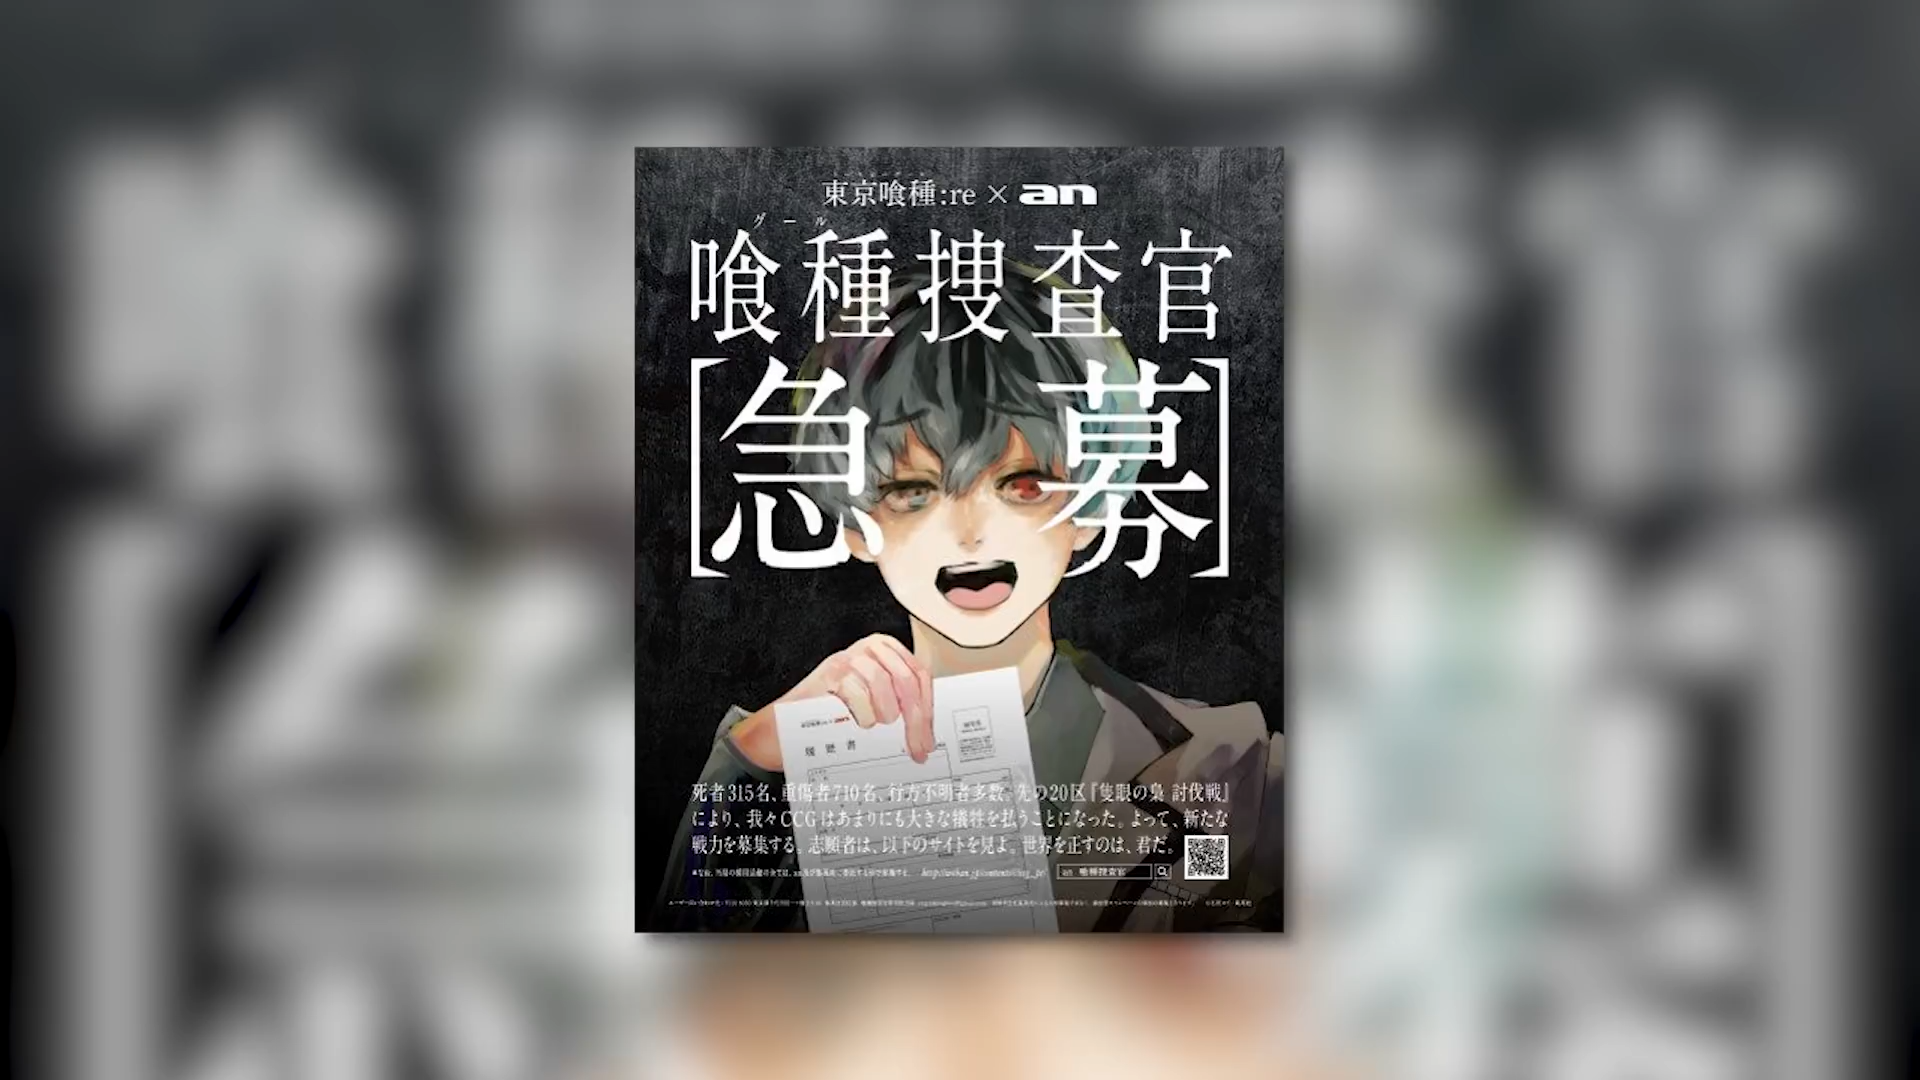 東京喰種:re × an
グール
喰種捜査官
[急募]
履歴書
死者315名、重傷者710名、行方不明者多数。先の20区『隻眼の梟 討伐戦』
により、我々CCGはあまりにも大きな犠牲を払うことになった。よって、新たな
戦力を募集する。志願者は、以下のサイトを見よ。世界を正すのは、君だ。
喰種捜査官